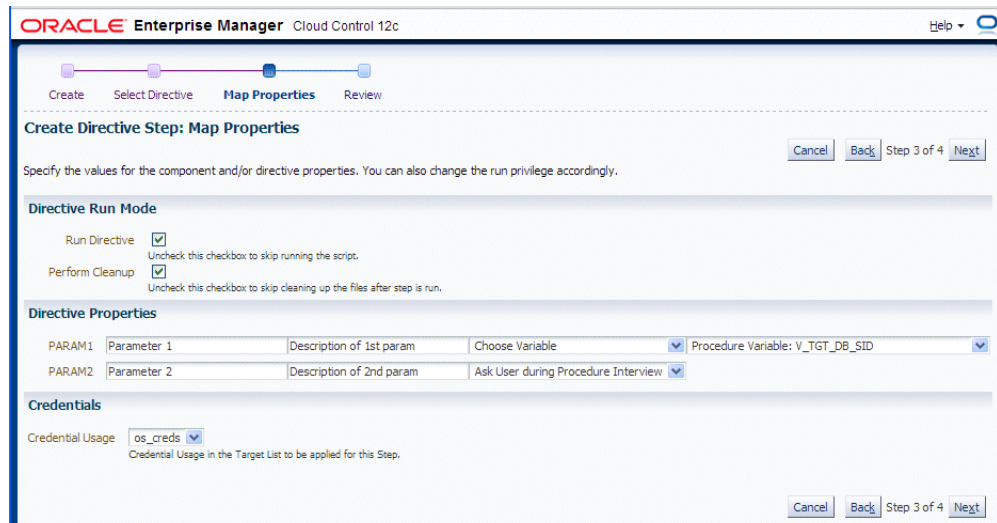 ORACLE Enterprise Manager Cloud Control 12c
Help
Create Select Directive Map Properties Review
Create Directive Step: Map Properties
Cancel Back Step 3 of 4 Next
Specify the values for the component and/or directive properties. You can also change the run privilege accordingly.
Directive Run Mode
Run Directive
Uncheck this checkbox to skip running the script.
Perform Cleanup
Uncheck this checkbox to skip cleaning up the files after step is run.
Directive Properties
PARAM1 Parameter 1 Description of 1st param Choose Variable Procedure Variable: V_TGT_DB_SID
PARAM2 Parameter 2 Description of 2nd param Ask User during Procedure Interview
Credentials
Credential Usage os_creds
Credential Usage in the Target List to be applied for this Step.
Cancel Back Step 3 of 4 Next